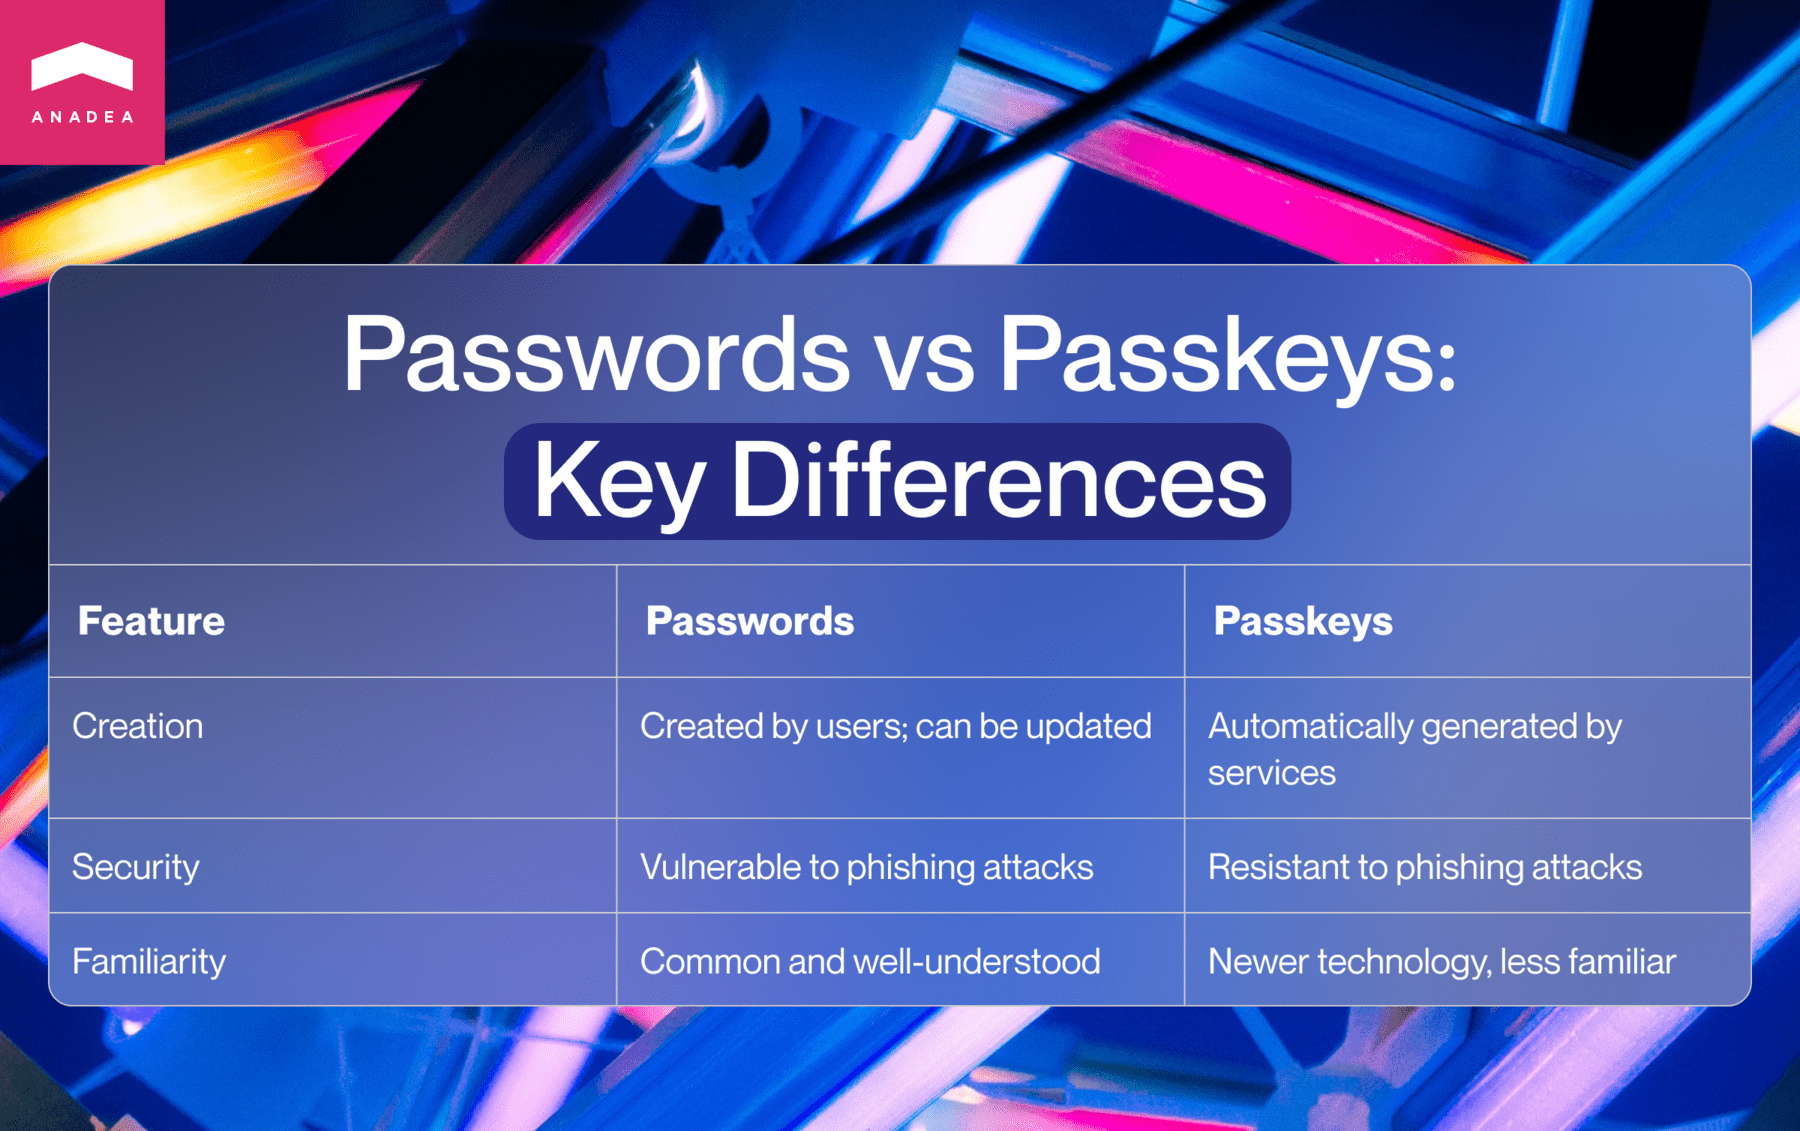 ANADEA
Passwords vs Passkeys:
Key Differences
Feature
Passwords
Passkeys
Creation
Created by users; can be updated
Automatically generated by
services
Security
Vulnerable to phishing attacks
Resistant to phishing attacks
Familiarity
Common and well-understood
Newer technology, less familiar